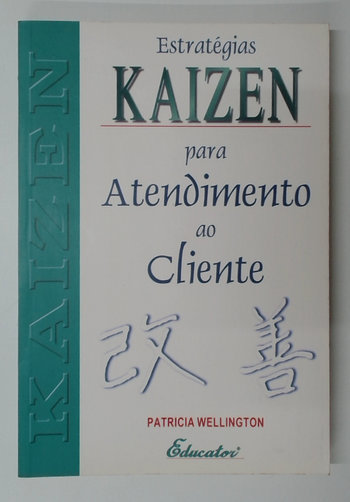 KAIZEN
Estratégias
KAIZEN
para
Atendimento
ao
Cliente
改 善
PATRICIA WELLINGTON
Educator